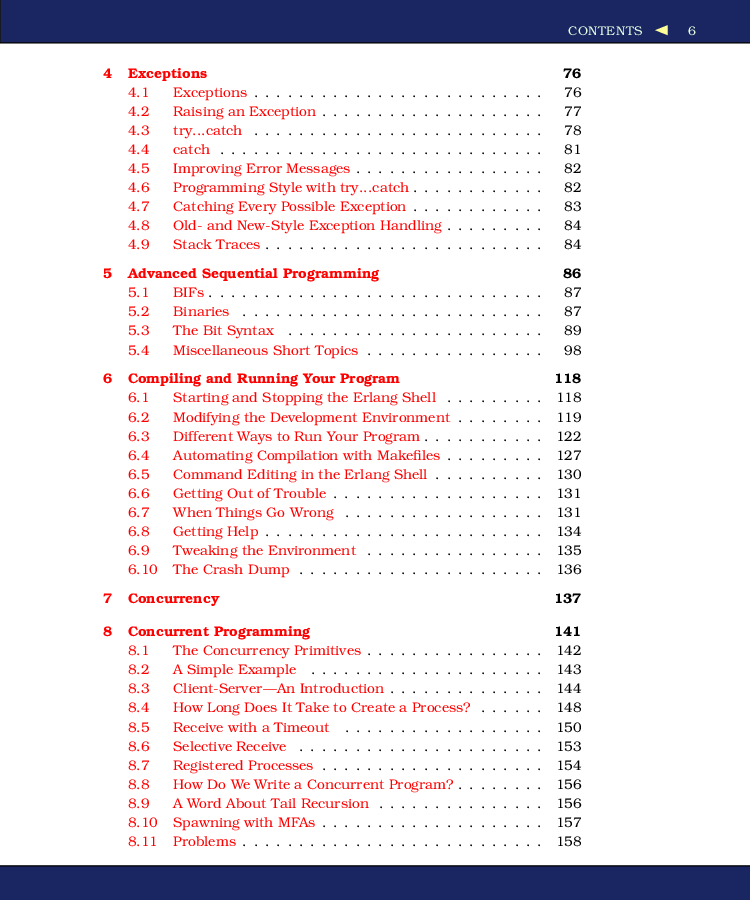 CONTENTS ◀ 6
4 Exceptions 76
4.1 Exceptions . . . . . . . . . . . . . . . . . . . . . . . . . . 76
4.2 Raising an Exception . . . . . . . . . . . . . . . . . . . . 77
4.3 try...catch . . . . . . . . . . . . . . . . . . . . . . . . . . 78
4.4 catch . . . . . . . . . . . . . . . . . . . . . . . . . . . . . 81
4.5 Improving Error Messages . . . . . . . . . . . . . . . . . 82
4.6 Programming Style with try...catch . . . . . . . . . . . . 82
4.7 Catching Every Possible Exception . . . . . . . . . . . . 83
4.8 Old- and New-Style Exception Handling . . . . . . . . . 84
4.9 Stack Traces . . . . . . . . . . . . . . . . . . . . . . . . . 84
5 Advanced Sequential Programming 86
5.1 BIFs . . . . . . . . . . . . . . . . . . . . . . . . . . . . . . 87
5.2 Binaries . . . . . . . . . . . . . . . . . . . . . . . . . . . 87
5.3 The Bit Syntax . . . . . . . . . . . . . . . . . . . . . . . 89
5.4 Miscellaneous Short Topics . . . . . . . . . . . . . . . . 98
6 Compiling and Running Your Program 118
6.1 Starting and Stopping the Erlang Shell . . . . . . . . . 118
6.2 Modifying the Development Environment . . . . . . . . 119
6.3 Different Ways to Run Your Program . . . . . . . . . . . 122
6.4 Automating Compilation with Makefiles . . . . . . . . . 127
6.5 Command Editing in the Erlang Shell . . . . . . . . . . 130
6.6 Getting Out of Trouble . . . . . . . . . . . . . . . . . . . 131
6.7 When Things Go Wrong . . . . . . . . . . . . . . . . . . 131
6.8 Getting Help . . . . . . . . . . . . . . . . . . . . . . . . . 134
6.9 Tweaking the Environment . . . . . . . . . . . . . . . . 135
6.10 The Crash Dump . . . . . . . . . . . . . . . . . . . . . . 136
7 Concurrency 137
8 Concurrent Programming 141
8.1 The Concurrency Primitives . . . . . . . . . . . . . . . . 142
8.2 A Simple Example . . . . . . . . . . . . . . . . . . . . . 143
8.3 Client-Server—An Introduction . . . . . . . . . . . . . . 144
8.4 How Long Does It Take to Create a Process? . . . . . . 148
8.5 Receive with a Timeout . . . . . . . . . . . . . . . . . . 150
8.6 Selective Receive . . . . . . . . . . . . . . . . . . . . . . 153
8.7 Registered Processes . . . . . . . . . . . . . . . . . . . . 154
8.8 How Do We Write a Concurrent Program? . . . . . . . . 156
8.9 A Word About Tail Recursion . . . . . . . . . . . . . . . 156
8.10 Spawning with MFAs . . . . . . . . . . . . . . . . . . . . 157
8.11 Problems . . . . . . . . . . . . . . . . . . . . . . . . . . . 158